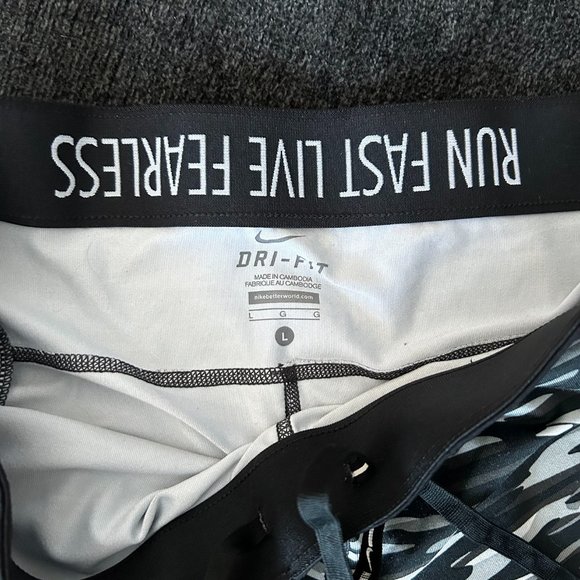 RUN FAST LIVE FEARLESS
DRI-FIT
MADE IN CAMBODIA
FABRIQUE AU CAMBODGE
nikebetterworld.com
L G G
L